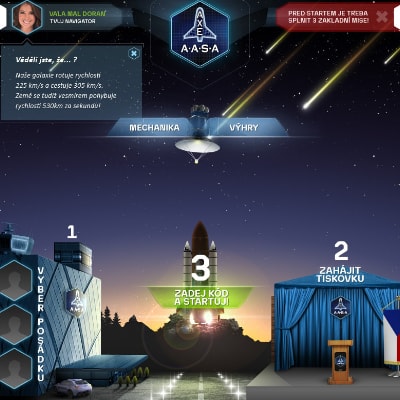 VALA MAL DORAN
TVŮJ NAVIGÁTOR
AXE
A·A·S·A
PŘED STARTEM JE TŘEBA
SPLNIT 3 ZÁKLADNÍ MISE!
Věděli jste, že... ?
Naše galaxie rotuje rychlostí
225 km/s a cestuje 305 km/s.
Země se tudíž vesmírem pohybuje
rychlostí 530km za sekundu!
MECHANIKA
VÝHRY
1
VÝBĚR POSÁDKU
A·A·S·A
3
ZADEJ KÓD
A STARTUJ!
2
ZAHÁJIT
TISKOVKU
A·A·S·A